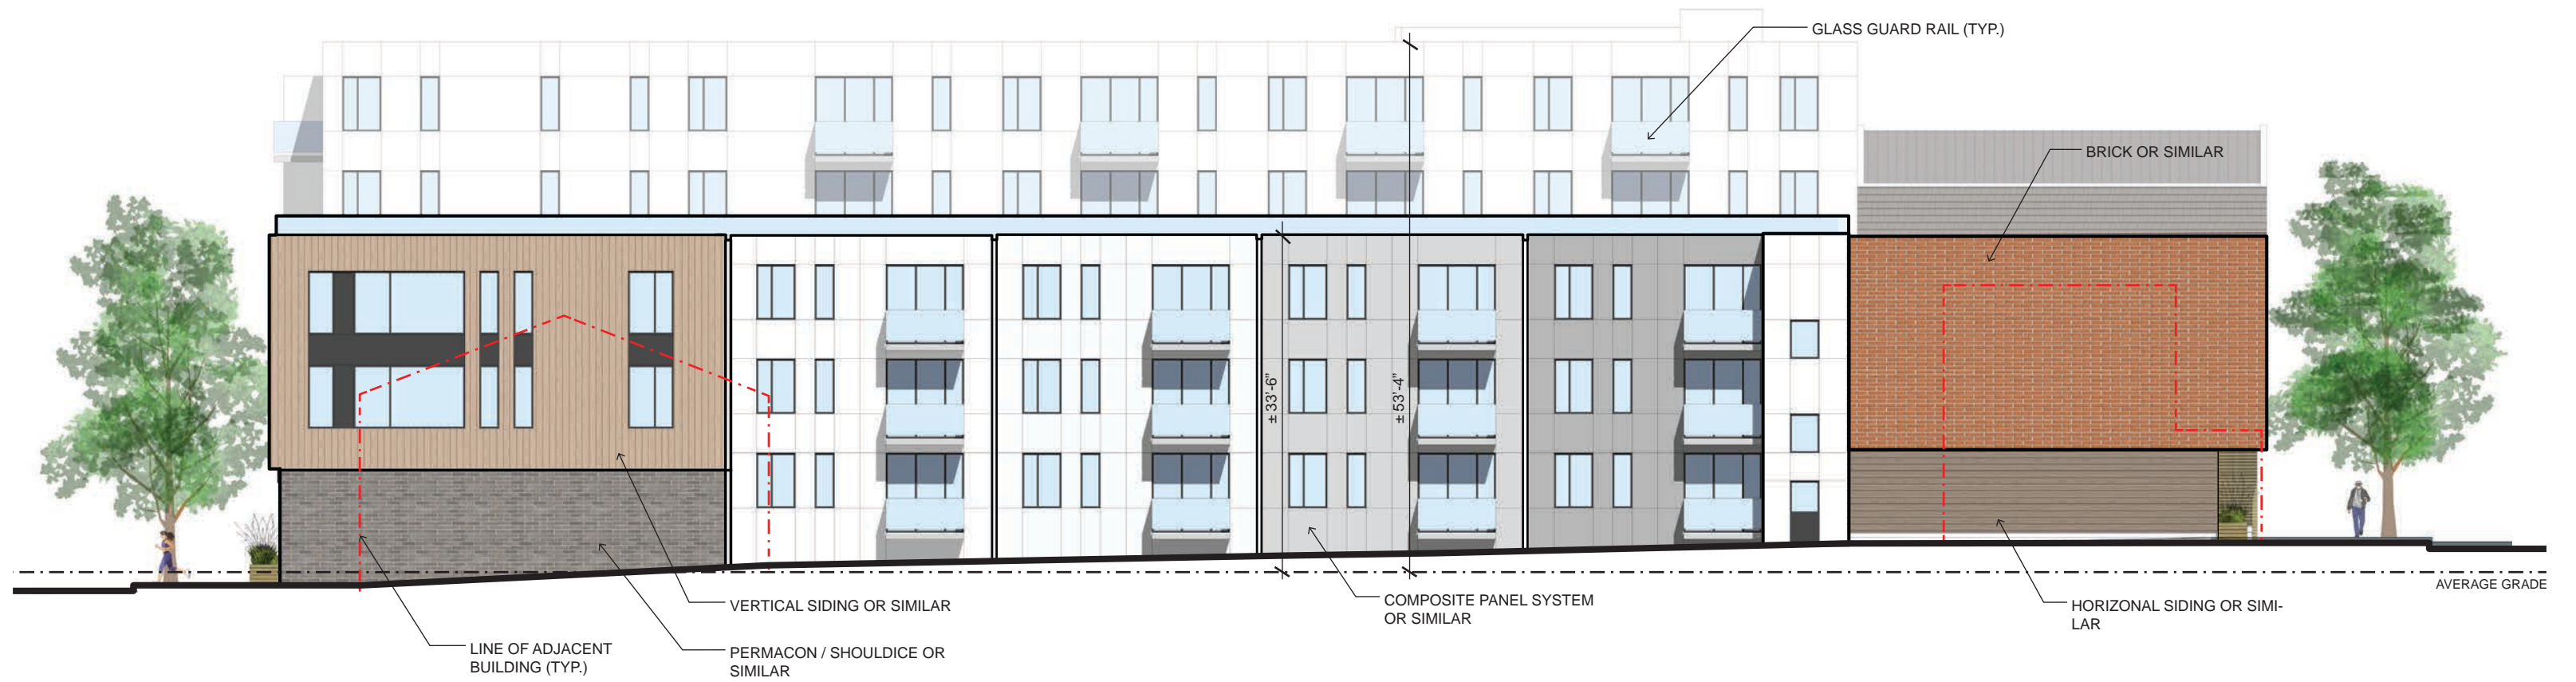 GLASS GUARD RAIL (TYP.)
BRICK OR SIMILAR
± 33'-6"
± 53'-4"
AVERAGE GRADE
VERTICAL SIDING OR SIMILAR
COMPOSITE PANEL SYSTEM
OR SIMILAR
HORIZONAL SIDING OR SIMI-
LAR
LINE OF ADJACENT
BUILDING (TYP.)
PERMACON / SHOULDICE OR
SIMILAR